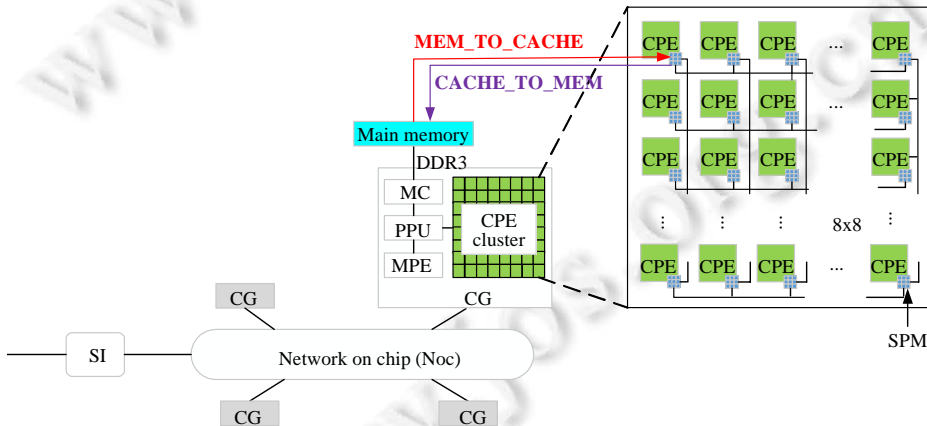 MEM_TO_CACHE
CACHE_TO_MEM
Main memory
DDR3
MC
PPU
MPE
CPE
cluster
CG
CG
SI
Network on chip (Noc)
CG
CG
CPE CPE CPE ... CPE
CPE CPE CPE ... CPE
CPE CPE CPE CPE
⋮ ⋮ ⋮ 8x8 ⋮
CPE CPE CPE ... CPE
SPM